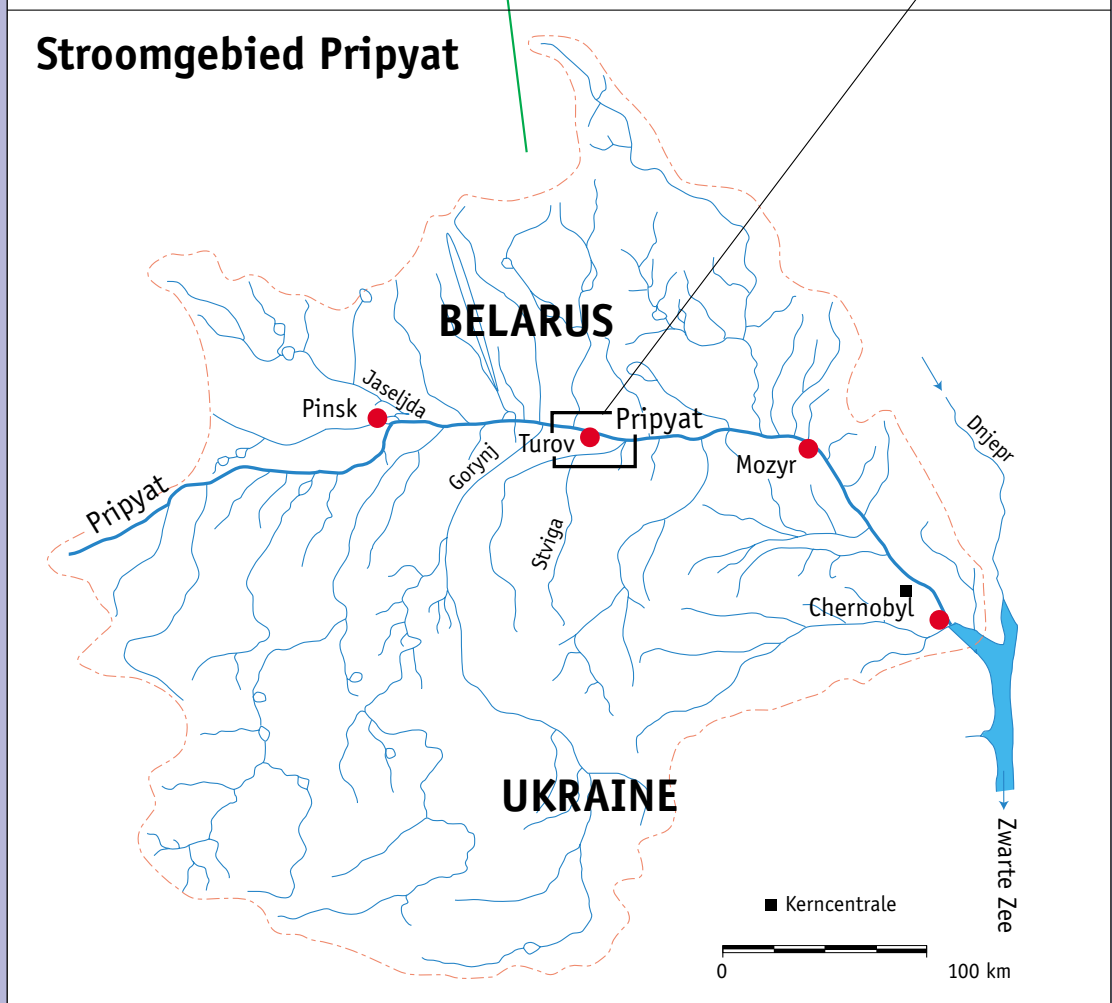 Stroomgebied Pripyat
BELARUS
Jaseljda
Pinsk
Pripyat
Turov
Gorynj
Mozyr
Dnjepr
Pripyat
Stviga
Chernobyl
UKRAINE
Zwarte Zee
Kerncentrale
0 100 km